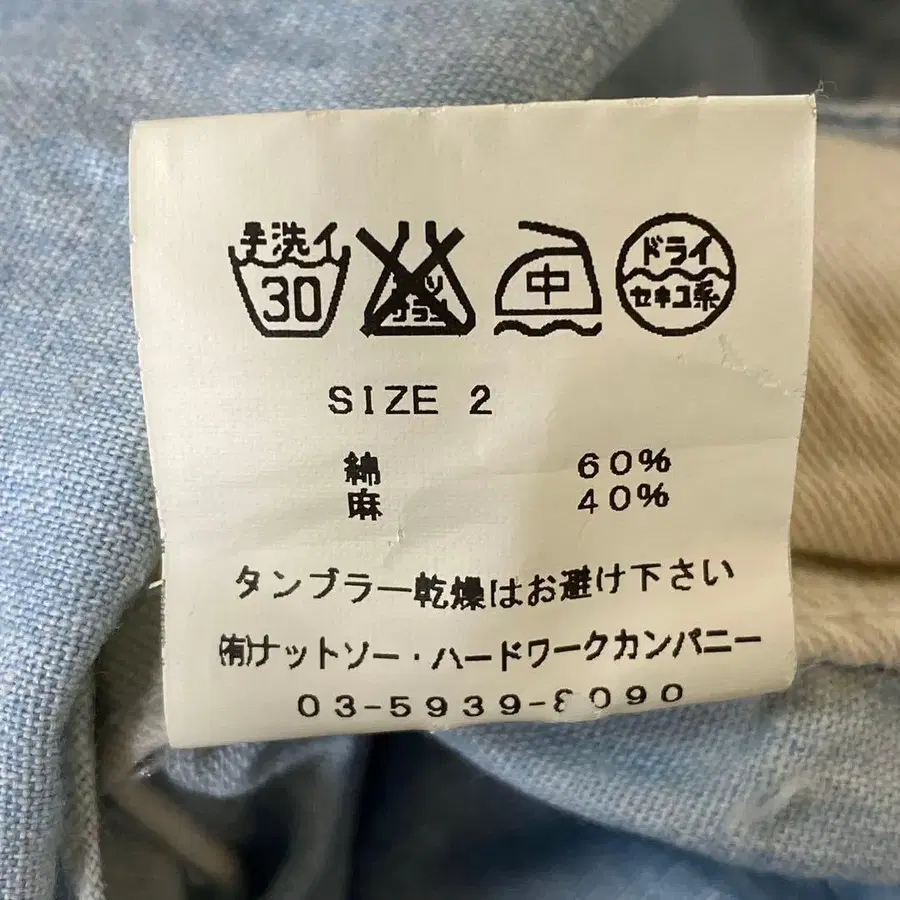 手洗イ 30 中 ドライ セキユ系
SIZE 2
綿 60%
麻 40%
タンブラー乾燥はお避け下さい
㈲ナットソー・ハードワークカンパニー
03-5939-8090